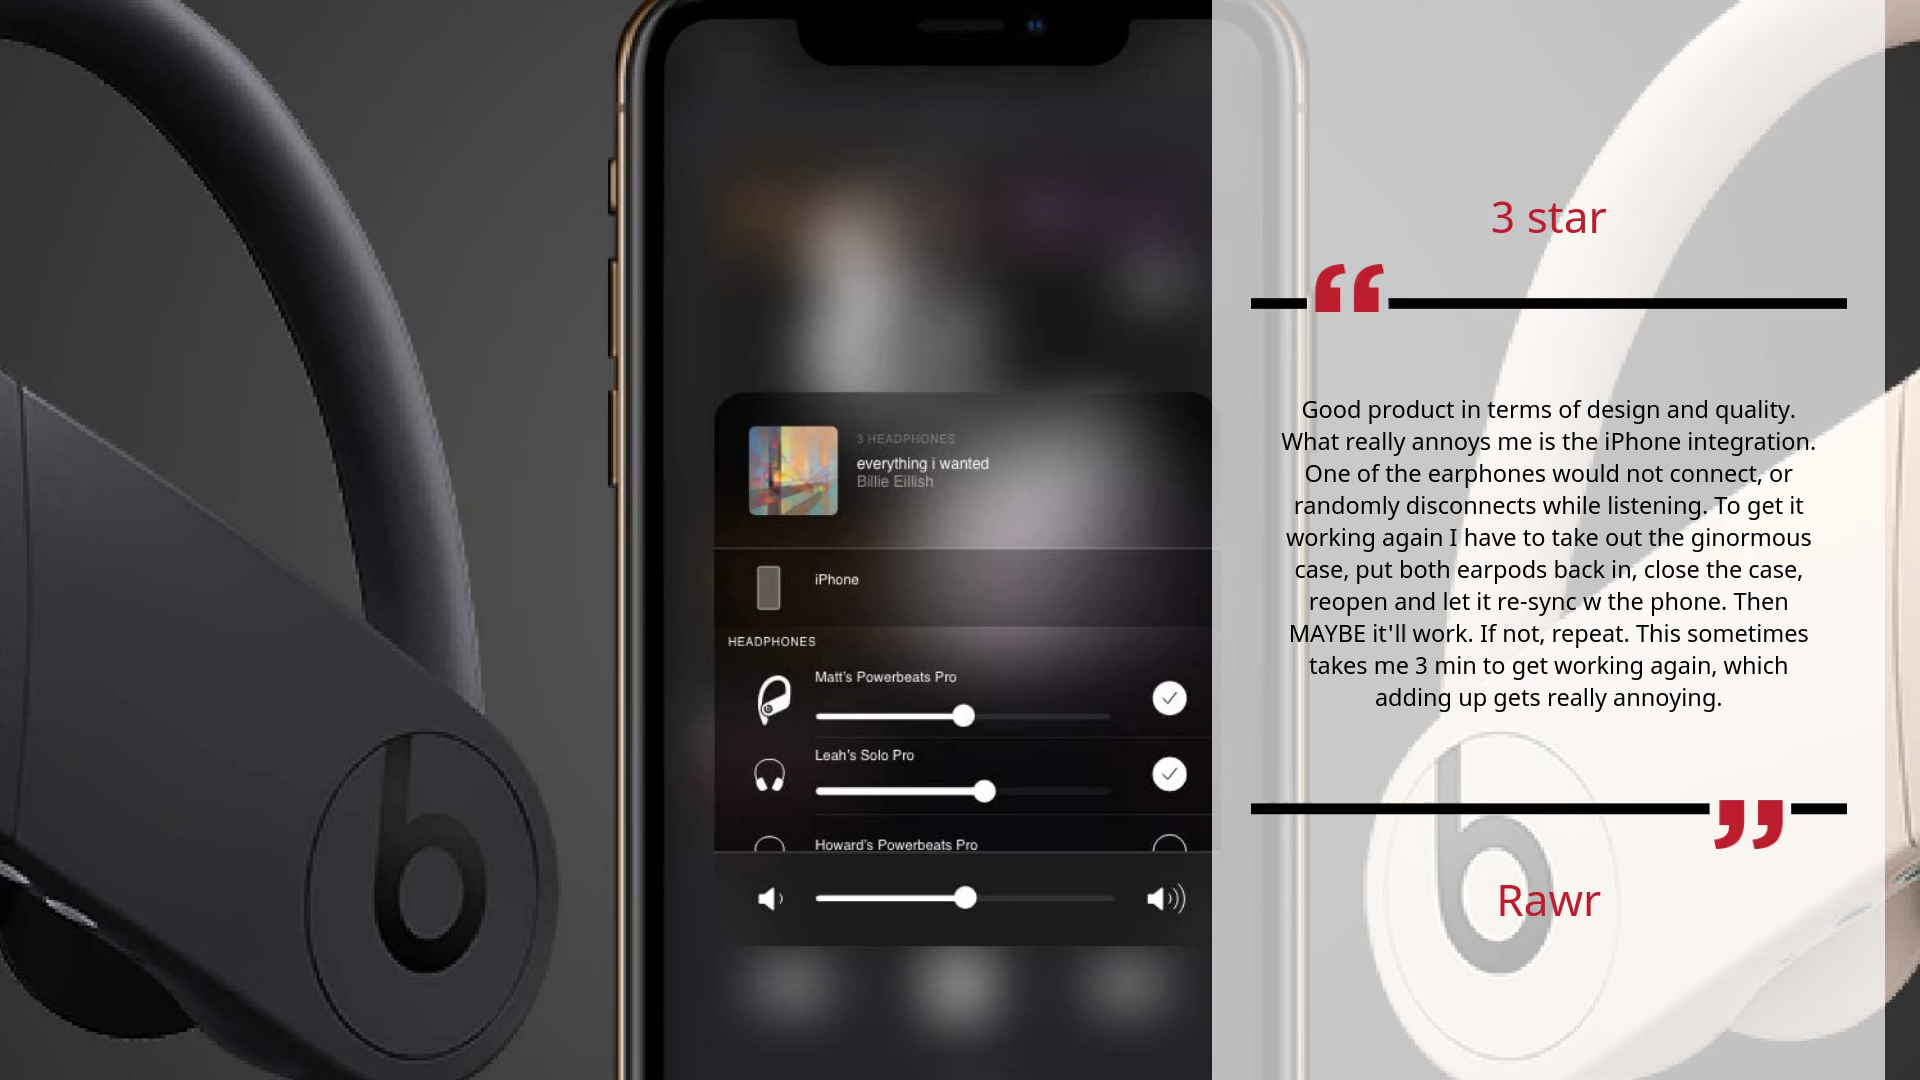 3 HEADPHONES
everything i wanted
Billie Eillish
iPhone
HEADPHONES
Matt's Powerbeats Pro
Leah's Solo Pro
Howard's Powerbeats Pro
b
3 star
“
Good product in terms of design and quality.
What really annoys me is the iPhone integration.
One of the earphones would not connect, or
randomly disconnects while listening. To get it
working again I have to take out the ginormous
case, put both earpods back in, close the case,
reopen and let it re-sync w the phone. Then
MAYBE it'll work. If not, repeat. This sometimes
takes me 3 min to get working again, which
adding up gets really annoying.
”
Rawr
b